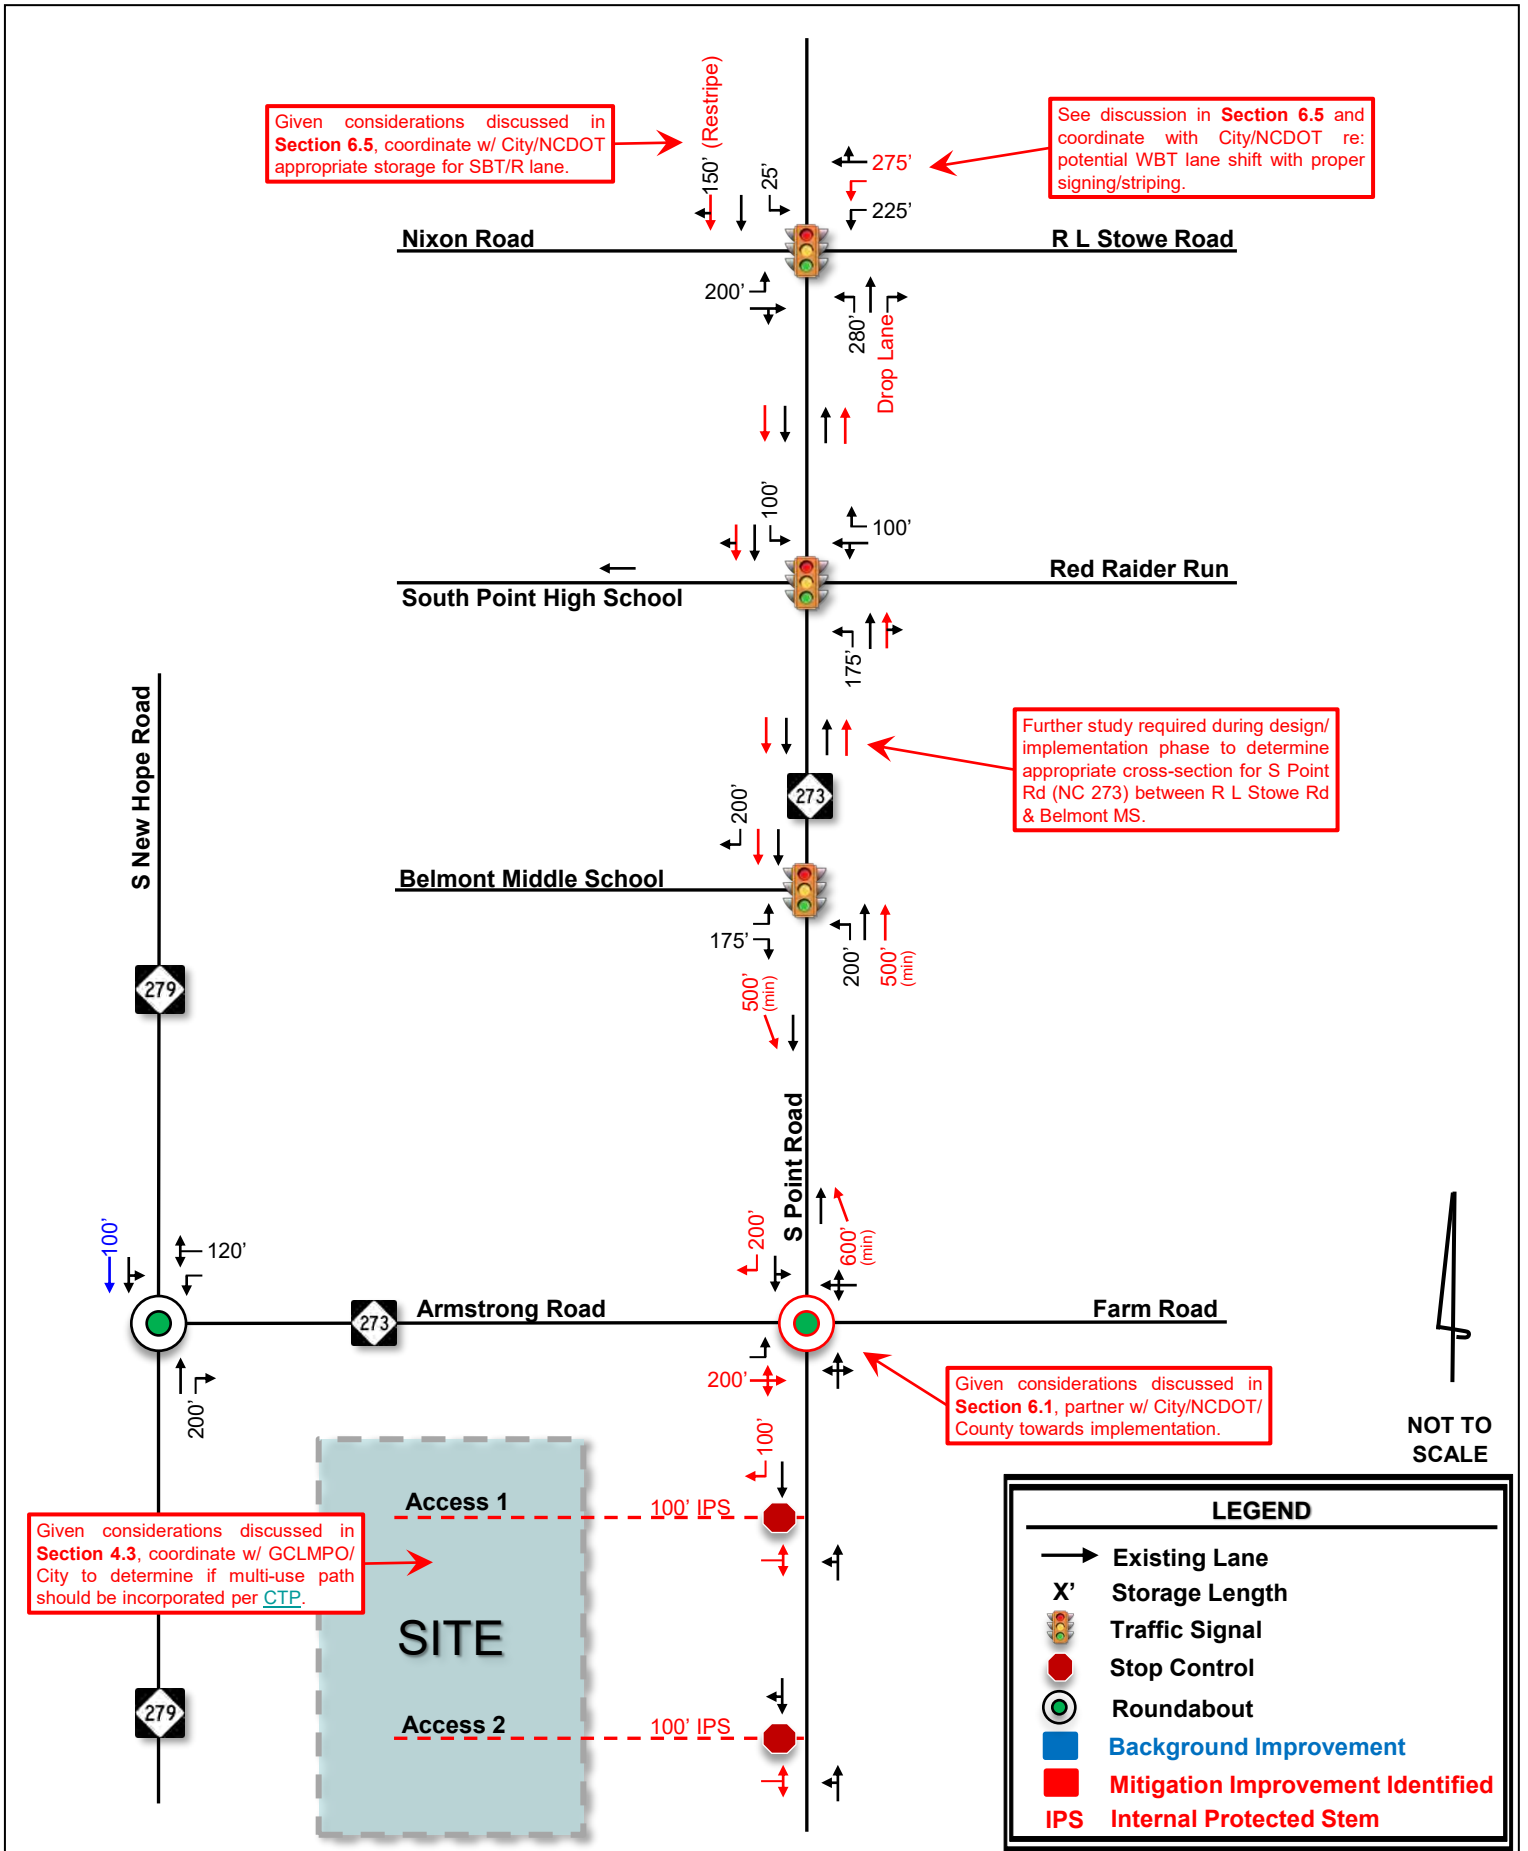 Given considerations discussed in
Section 6.5, coordinate w/ City/NCDOT
appropriate storage for SBT/R lane.
150’ (Restripe)
25’
275’
225’
See discussion in Section 6.5 and
coordinate with City/NCDOT re:
potential WBT lane shift with proper
signing/striping.
Nixon Road
R L Stowe Road
200’
280’
Drop Lane
100’
100’
Red Raider Run
South Point High School
175’
S New Hope Road
Further study required during design/
implementation phase to determine
appropriate cross-section for S Point
Rd (NC 273) between R L Stowe Rd
& Belmont MS.
273
200’
Belmont Middle School
175’
200’
500’
(min)
500’
(min)
279
S Point Road
100’
120’
200’
600’
(min)
Armstrong Road
273
Farm Road
200’
200’
Given considerations discussed in
Section 6.1, partner w/ City/NCDOT/
County towards implementation.
NOT TO
SCALE
100’
Access 1
100’ IPS
Given considerations discussed in
Section 4.3, coordinate w/ GCLMPO/
City to determine if multi-use path
should be incorporated per CTP.
SITE
279
Access 2
100’ IPS
LEGEND
Existing Lane
X’ Storage Length
Traffic Signal
Stop Control
Roundabout
Background Improvement
Mitigation Improvement Identified
IPS Internal Protected Stem